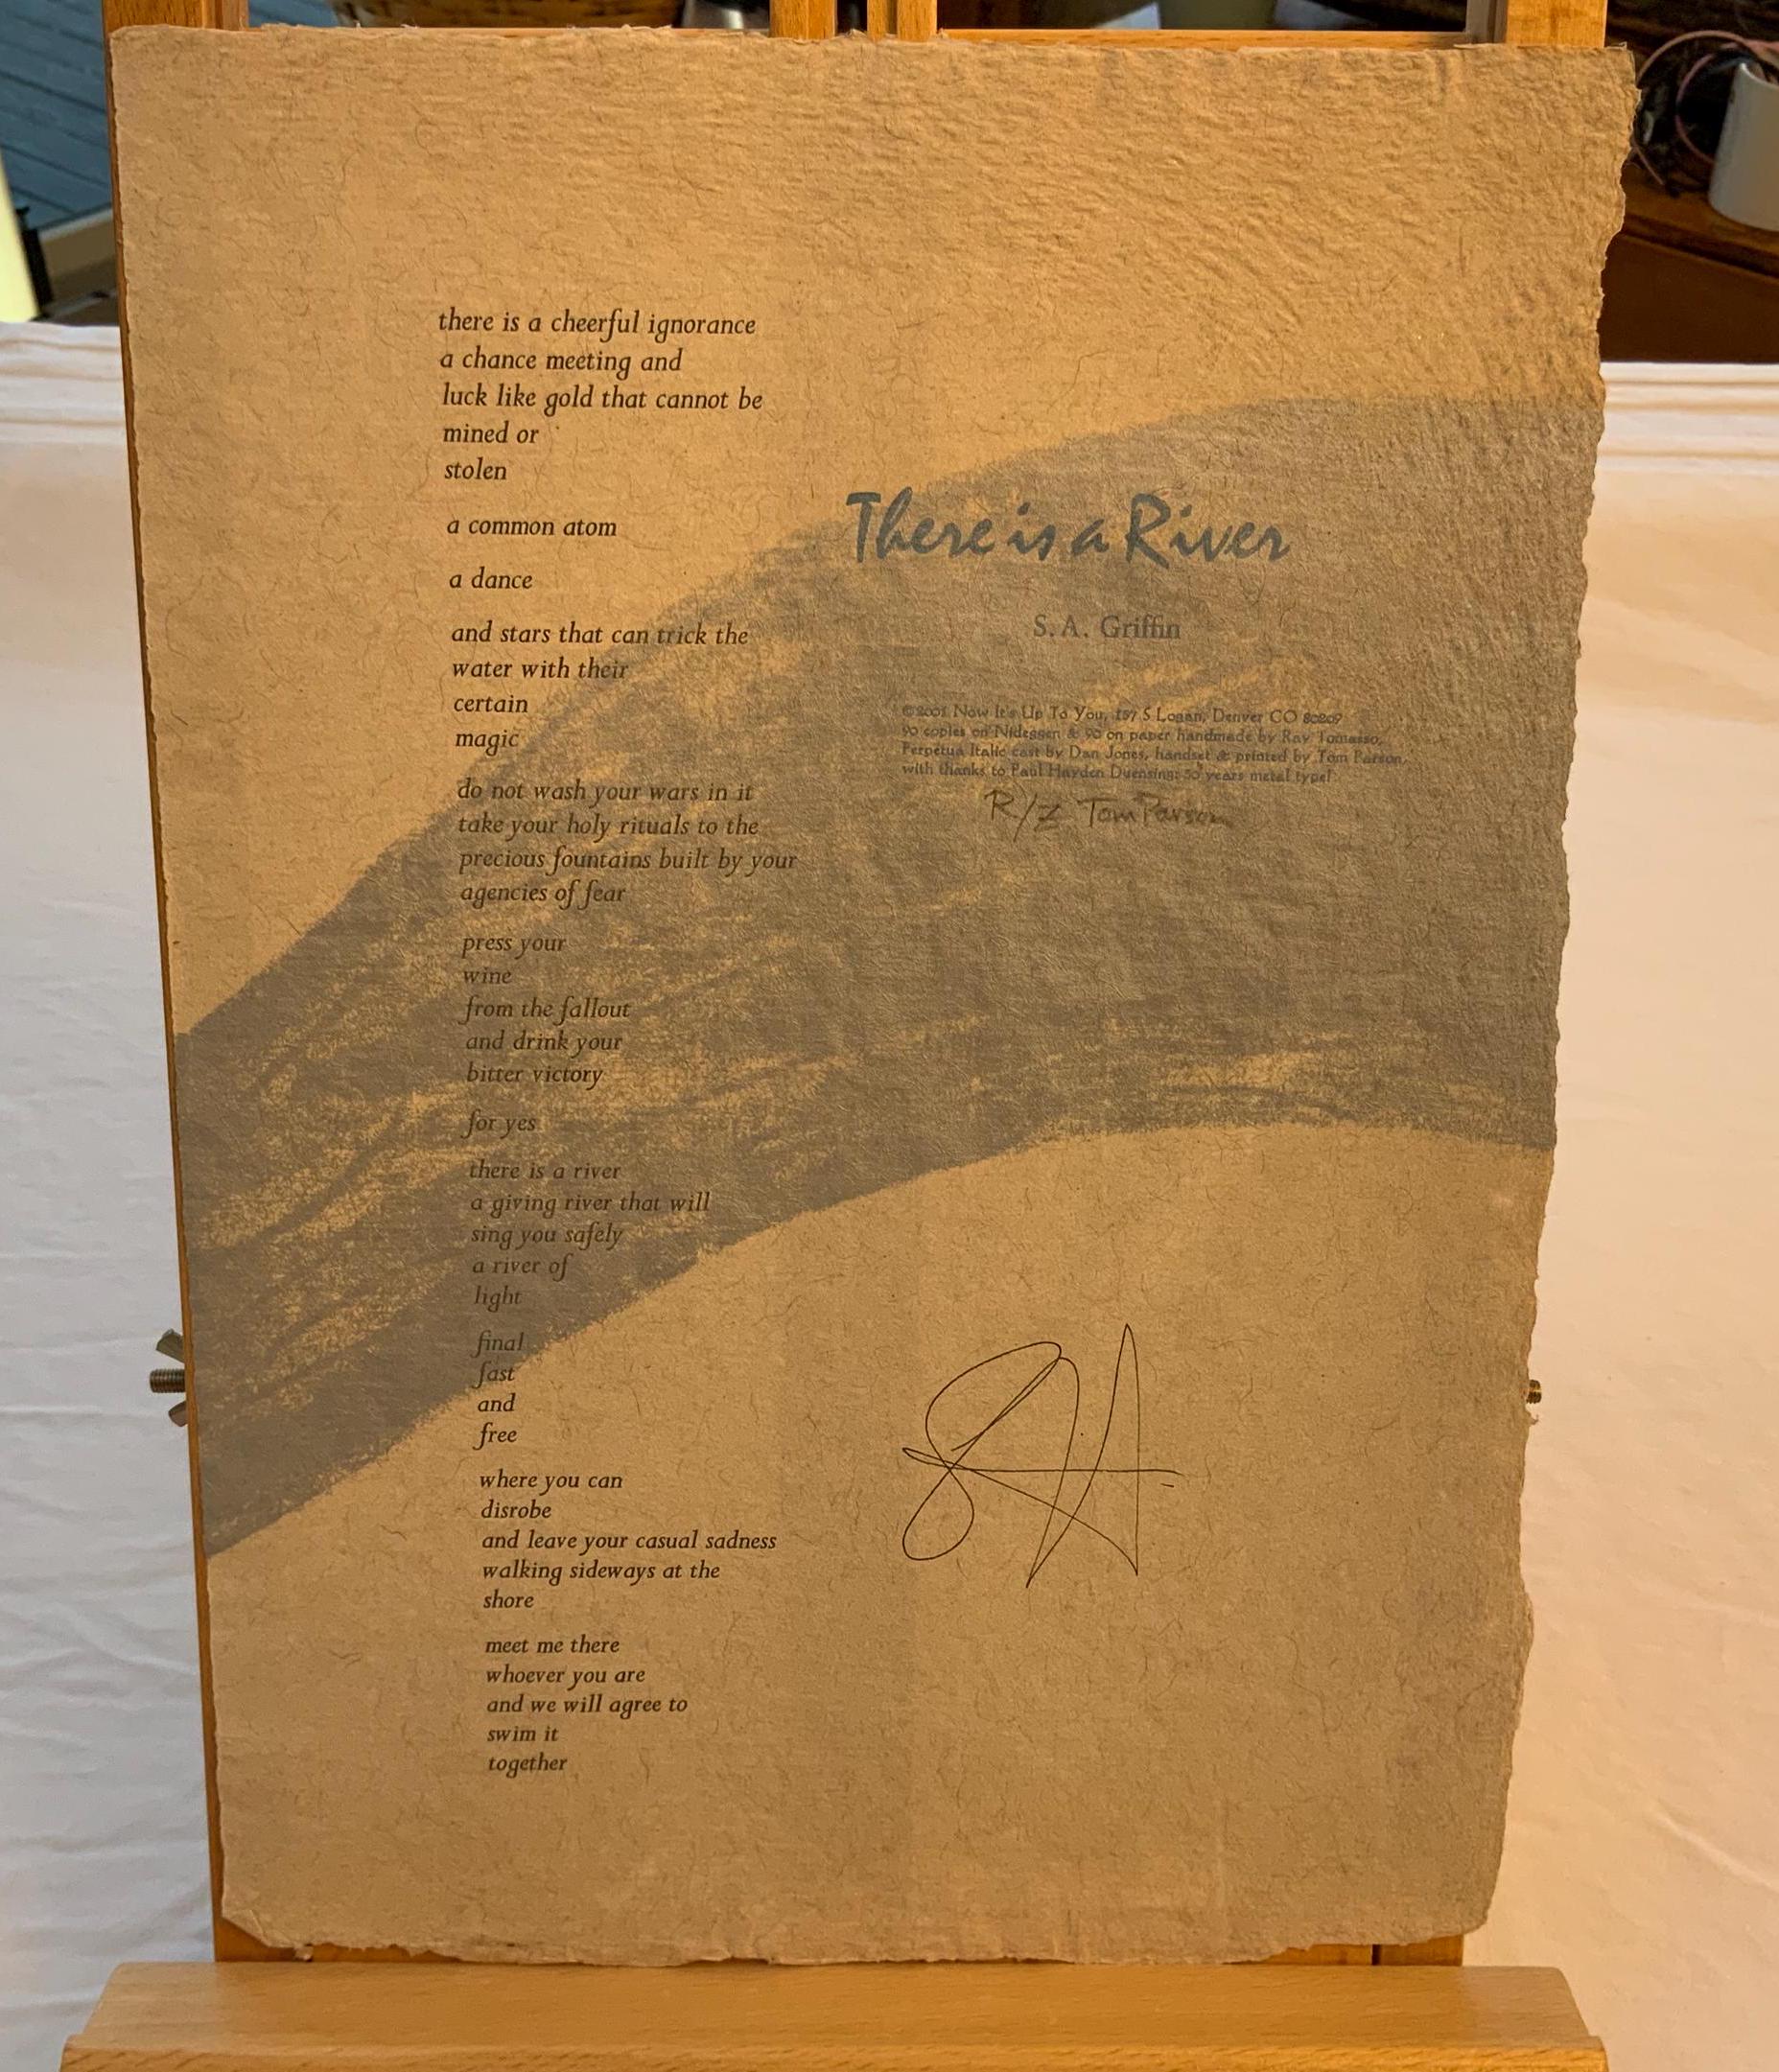 there is a cheerful ignorance
a chance meeting and
luck like gold that cannot be
mined or
stolen
a common atom
a dance
and stars that can trick the
water with their
certain
magic
do not wash your wars in it
take your holy rituals to the
precious fountains built by your
agencies of fear
press your
wine
from the fallout
and drink your
bitter victory
for yes
there is a river
a giving river that will
sing you safely
a river of
light
final
fast
and
free
where you can
disrobe
and leave your casual sadness
walking sideways at the
shore
meet me there
whoever you are
and we will agree to
swim it
together
There is a River
S. A. Griffin
Now It's Up To You, 157 S Logan, Denver CO 80209
90 copies on Nideggen & 90 on paper handmade by Ray Tomasso,
Perpetua Italic cast by Dan Jones, handset & printed by Tom Parson,
with thanks to Paul Hayden Duensing: 50 years metal type!
Tom Parson